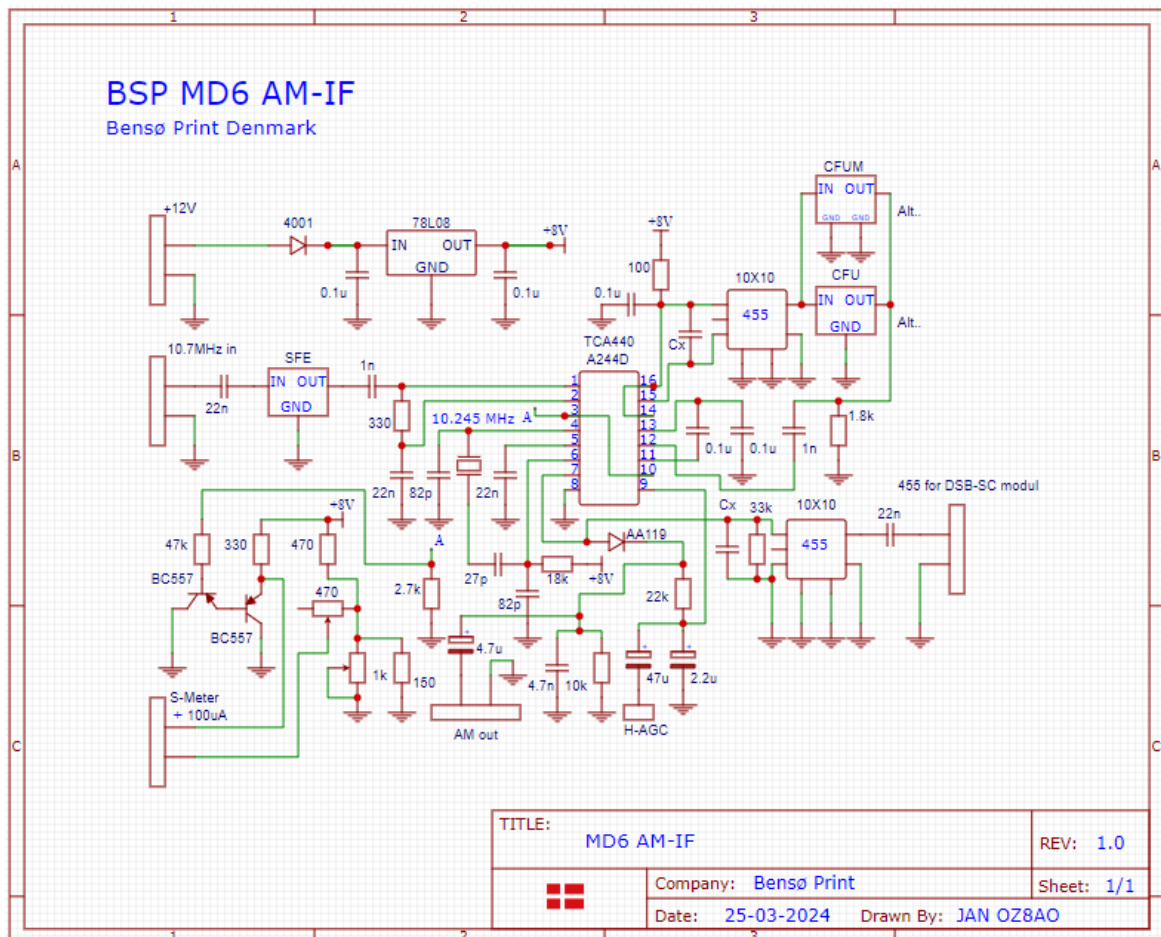 1 2 3
BSP MD6 AM-IF
Bensø Print Denmark
A A
CFUM
IN OUT
GND GND
Alt..
+12V
4001
78L08
IN OUT
GND
+8V
0.1u 0.1u
+8V
100
0.1u
10X10
455
Cx
CFU
IN OUT
GND
Alt..
10.7MHz in
22n
SFE
IN OUT
GND
1n
330
TCA440
A244D
1 16
2 15
3 14
4 13
5 12
6 11
7 10
8 9
10.245 MHz A
22n 82p 22n
0.1u 0.1u 1n 1.8k
B B
455 for DSB-SC modul
Cx 33k
10X10
455
22n
+8V
47k 330 470
BC557
BC557
470
1k 150
A
2.7k
27p
82p
18k
+8V
AA119
22k
4.7u
4.7n 10k
47u 2.2u
AM out
H-AGC
S-Meter
+ 100uA
C C
TITLE:
MD6 AM-IF
REV: 1.0
Company: Bensø Print
Sheet: 1/1
Date: 25-03-2024 Drawn By: JAN OZ8AO
1 2 3